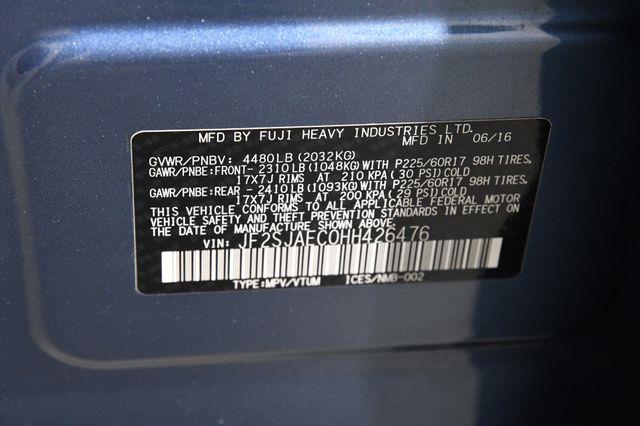 MFD BY FUJI HEAVY INDUSTRIES LTD.
MFD IN 06/16
GVWR/PNBV: 4480LB (2032KG)
GAWR/PNBE:FRONT- 2310LB(1048KG)WITH P225/60R17 98H TIRES,
17X7J RIMS AT 210 KPA(30 PSI)COLD
GAWR/PNBE:REAR - 2410LB(1093KG)WITH P225/60R17 98H TIRES,
17X7J RIMS AT 200 KPA(29 PSI)COLD
THIS VEHICLE CONFORMS TO ALL APPLICABLE FEDERAL MOTOR
VEHICLE SAFETY AND THEFT PREVENTION STANDARDS IN EFFECT
ON THE DATE OF MANUFACTURE SHOWN ABOVE.
VIN: JF2SJAEC0HH426476
TYPE:MPV/VTUM ICES/NMB-002